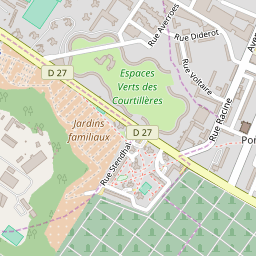 Rue Averroès
Rue Diderot
Rue Voltaire
D 27
Espaces
Verts des
Courtillères
Rue Racine
Jardins
familiaux
D 27
Rue Stendhal